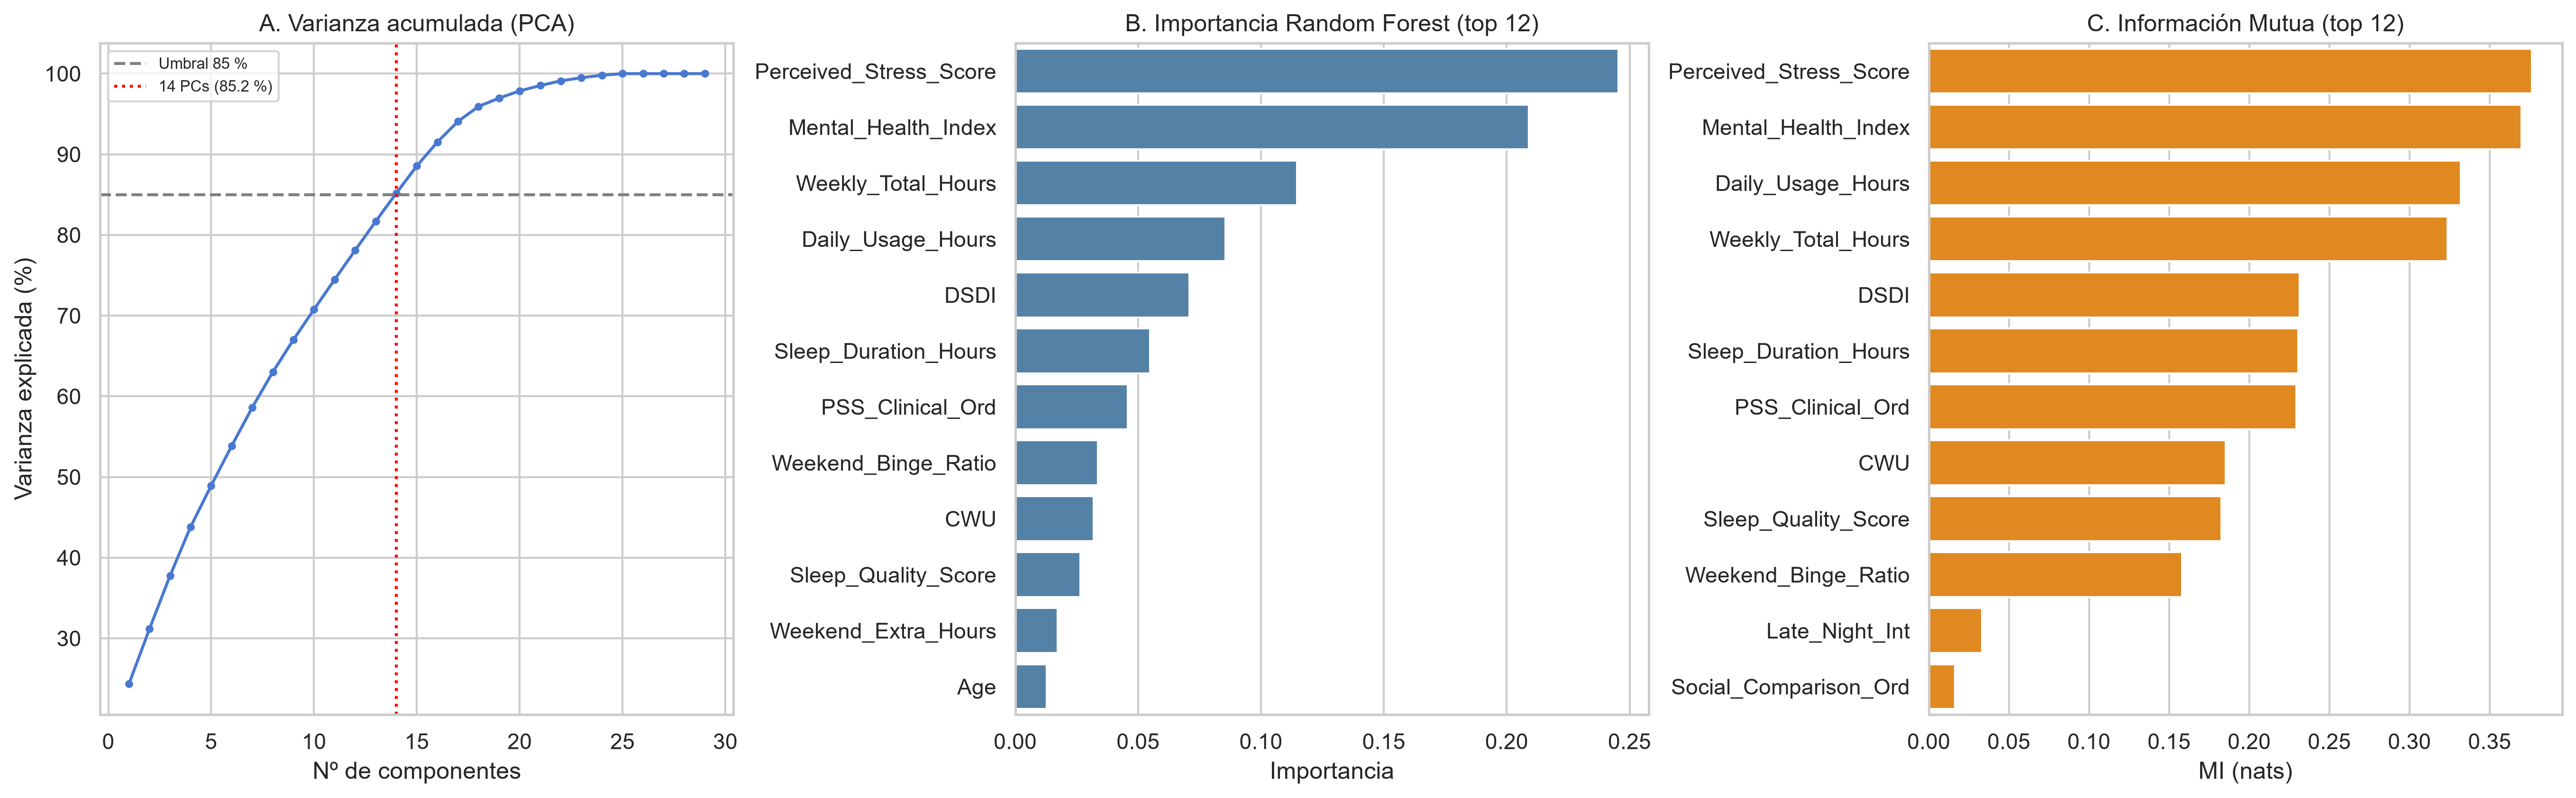 A. Varianza acumulada (PCA)
Umbral 85 %
14 PCs (85.2 %)
Varianza explicada (%)
100
90
80
70
60
50
40
30
0 5 10 15 20 25 30
Nº de componentes
B. Importancia Random Forest (top 12)
Perceived_Stress_Score
Mental_Health_Index
Weekly_Total_Hours
Daily_Usage_Hours
DSDI
Sleep_Duration_Hours
PSS_Clinical_Ord
Weekend_Binge_Ratio
CWU
Sleep_Quality_Score
Weekend_Extra_Hours
Age
0.00 0.05 0.10 0.15 0.20 0.25
Importancia
C. Información Mutua (top 12)
Perceived_Stress_Score
Mental_Health_Index
Daily_Usage_Hours
Weekly_Total_Hours
DSDI
Sleep_Duration_Hours
PSS_Clinical_Ord
CWU
Sleep_Quality_Score
Weekend_Binge_Ratio
Late_Night_Int
Social_Comparison_Ord
0.00 0.05 0.10 0.15 0.20 0.25 0.30 0.35
MI (nats)